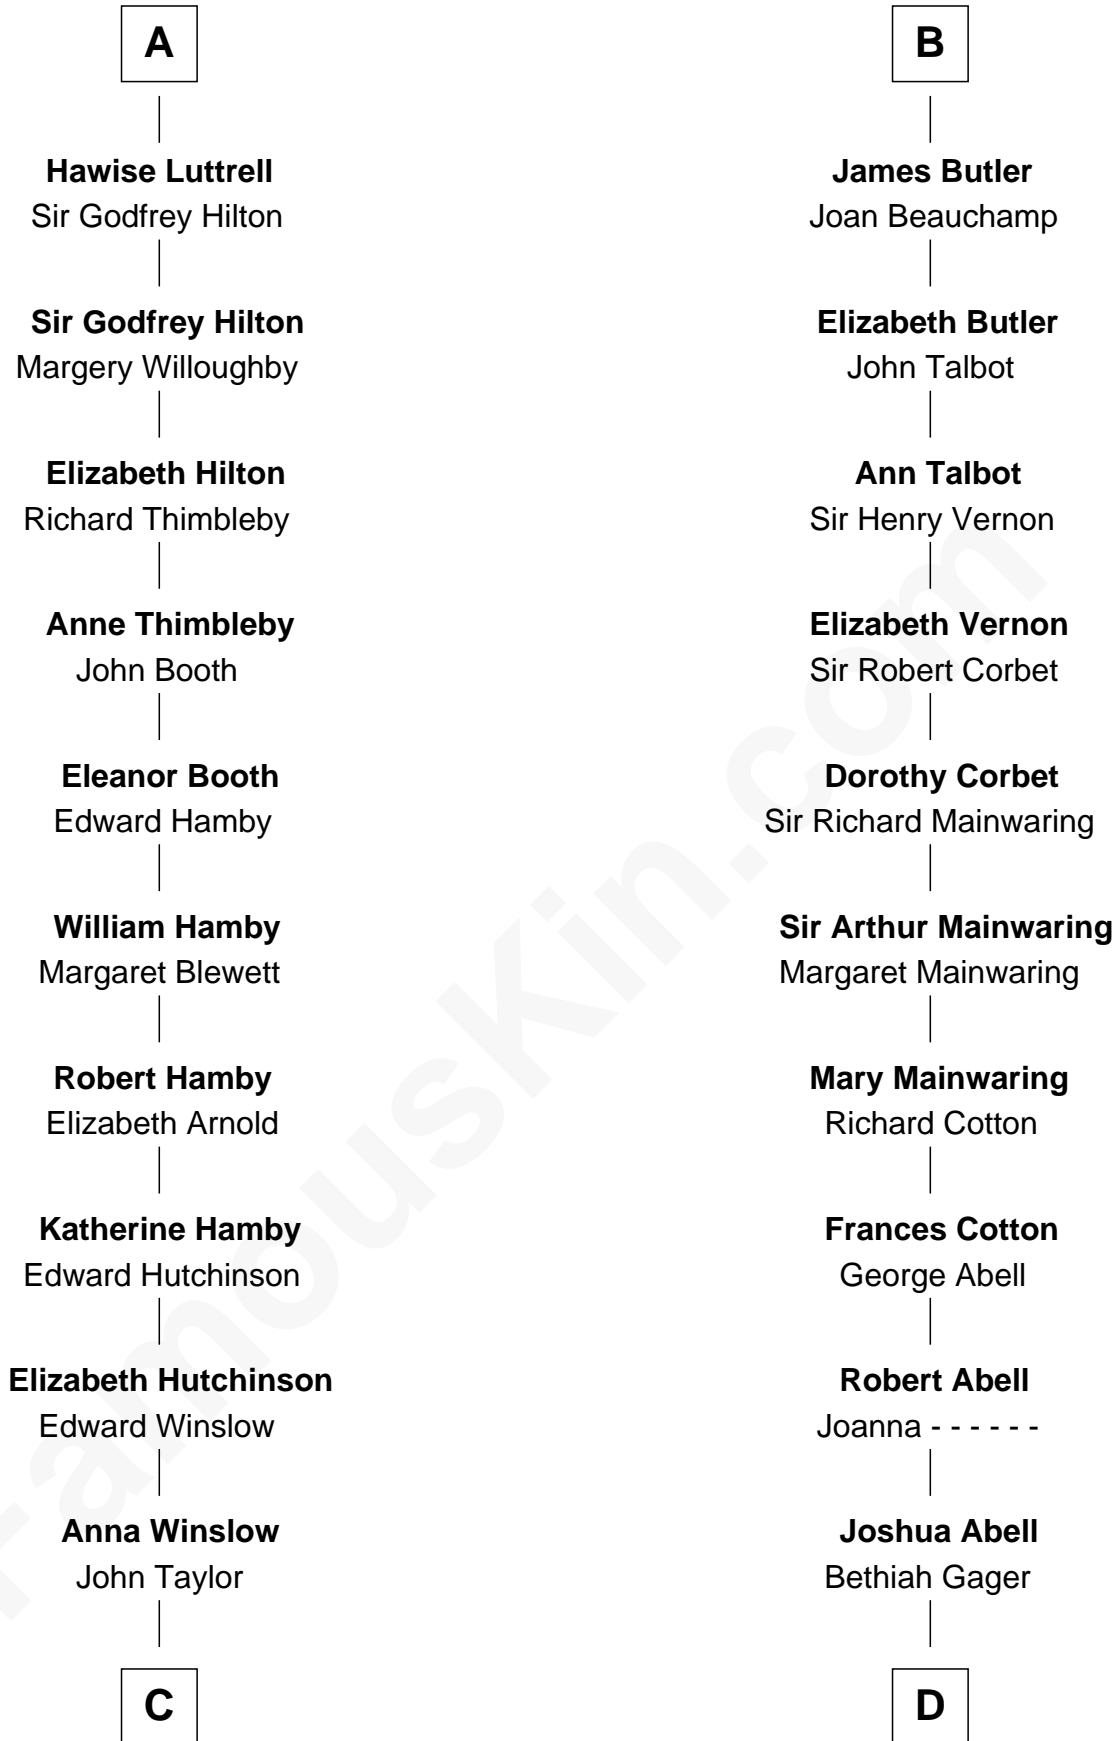 A
Hawise Luttrell
Sir Godfrey Hilton
Sir Godfrey Hilton
Margery Willoughby
Elizabeth Hilton
Richard Thimbleby
Anne Thimbleby
John Booth
Eleanor Booth
Edward Hamby
William Hamby
Margaret Blewett
Robert Hamby
Elizabeth Arnold
Katherine Hamby
Edward Hutchinson
Elizabeth Hutchinson
Edward Winslow
Anna Winslow
John Taylor
C
B
James Butler
Joan Beauchamp
Elizabeth Butler
John Talbot
Ann Talbot
Sir Henry Vernon
Elizabeth Vernon
Sir Robert Corbet
Dorothy Corbet
Sir Richard Mainwaring
Sir Arthur Mainwaring
Margaret Mainwaring
Mary Mainwaring
Richard Cotton
Frances Cotton
George Abell
Robert Abell
Joanna - - - - - -
Joshua Abell
Bethiah Gager
D
FamousKin.com